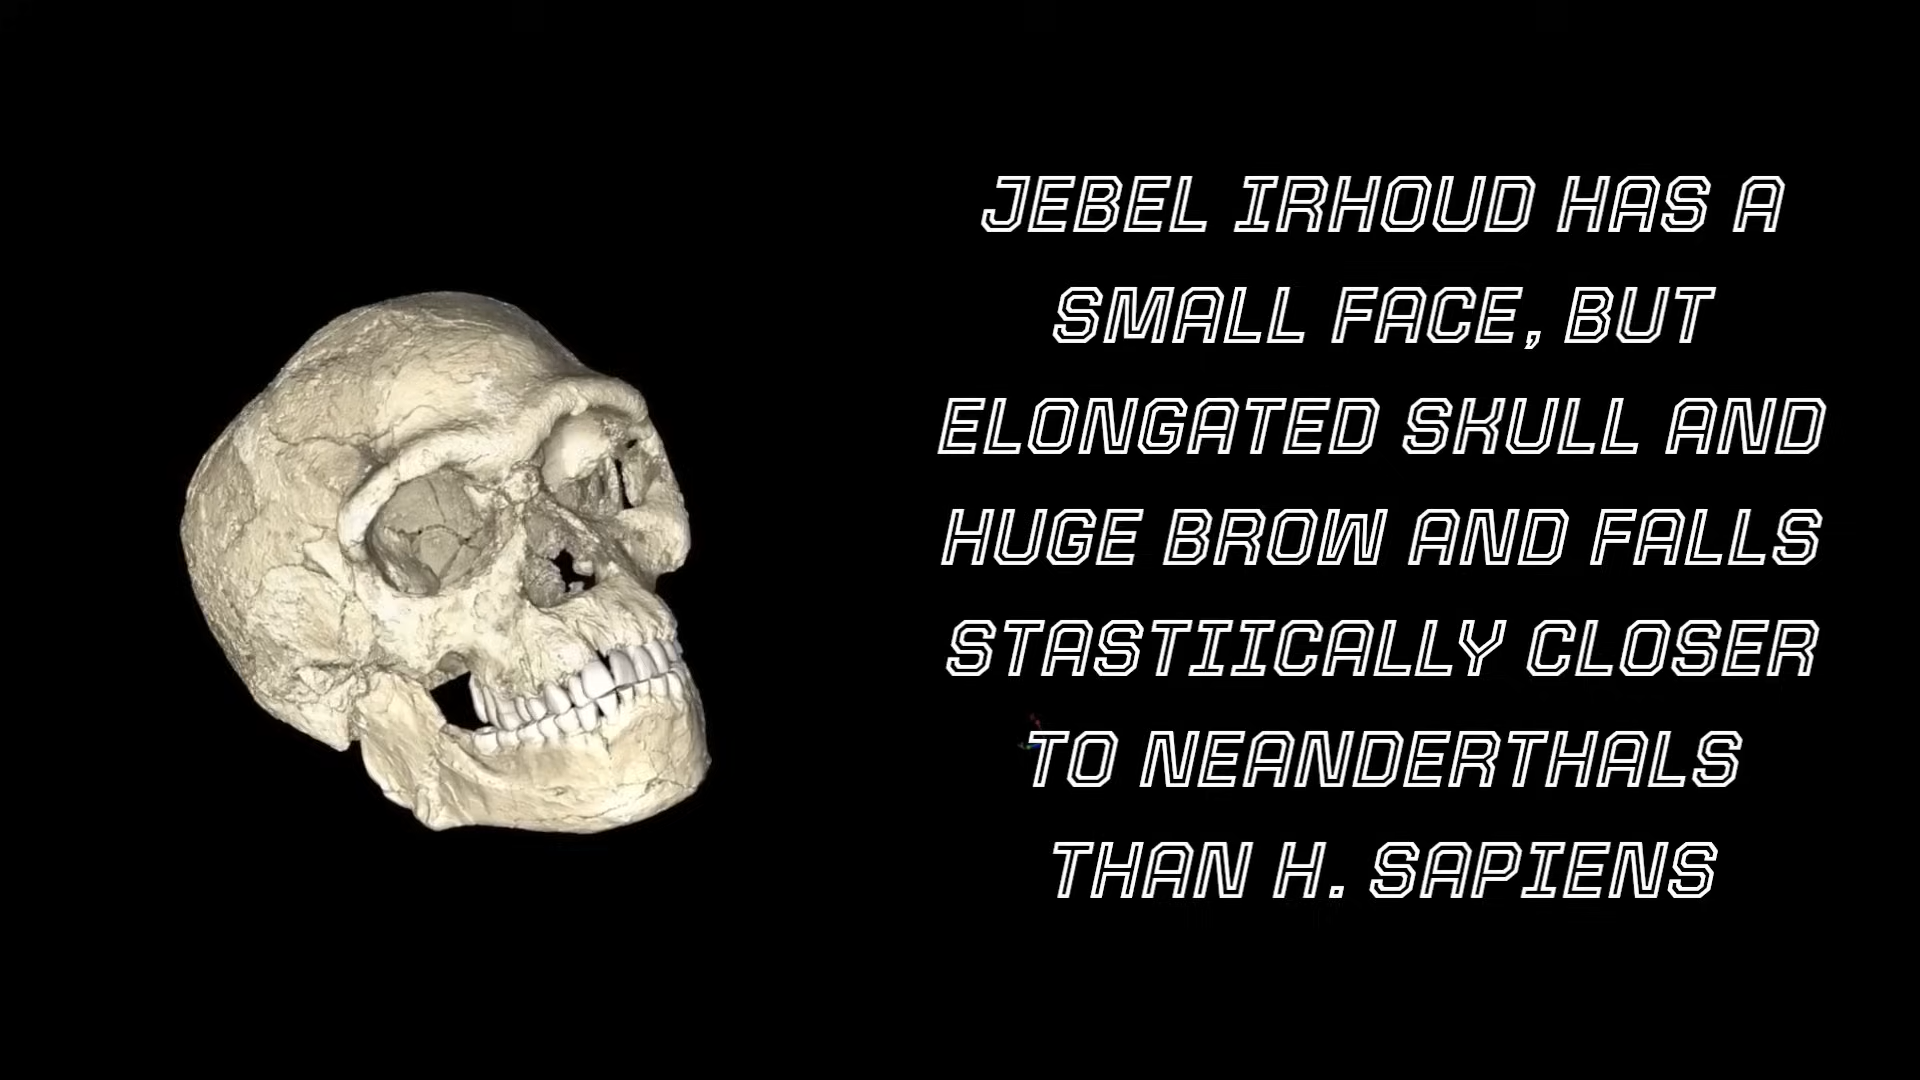 JEBEL IRHOUD HAS A
SMALL FACE, BUT
ELONGATED SKULL AND
HUGE BROW AND FALLS
STASTIICALLY CLOSER
TO NEANDERTHALS
THAN H. SAPIENS